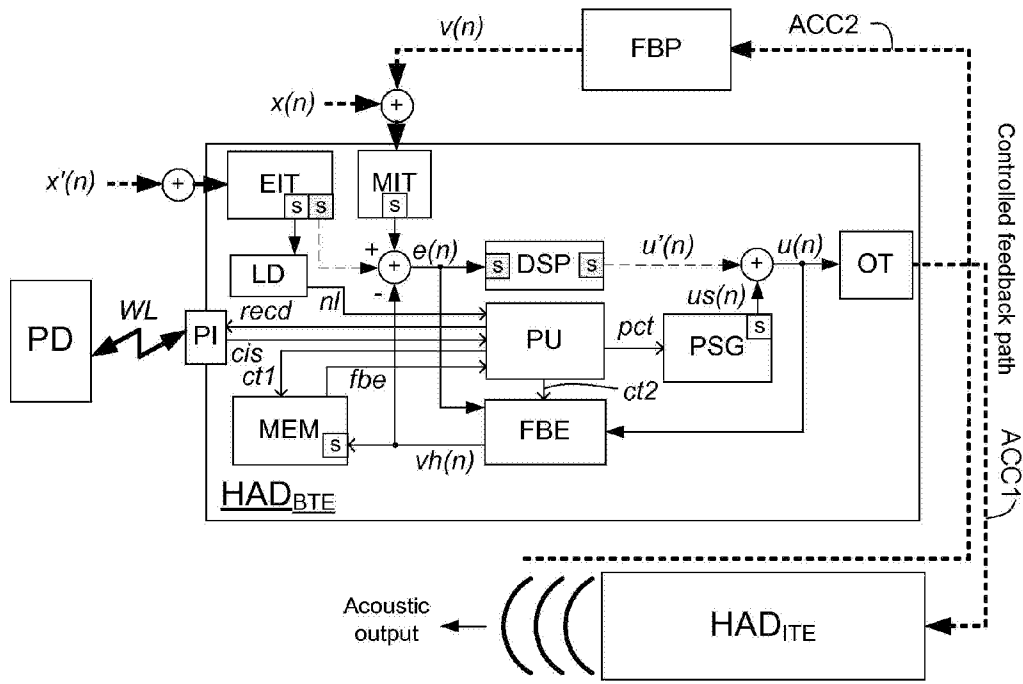 v(n)
FBP
ACC2
x(n)
+
Controlled feedback path
x'(n)
+
EIT
s
s
MIT
s
+
+
-
e(n)
s
DSP
s
u'(n)
+
u(n)
OT
LD
nl
us(n)
PD
WL
PI
recd
cis
PU
pct
s
PSG
ct1
fbe
ct2
MEM
s
vh(n)
FBE
ACC1
HADBTE
Acoustic
output
HADITE